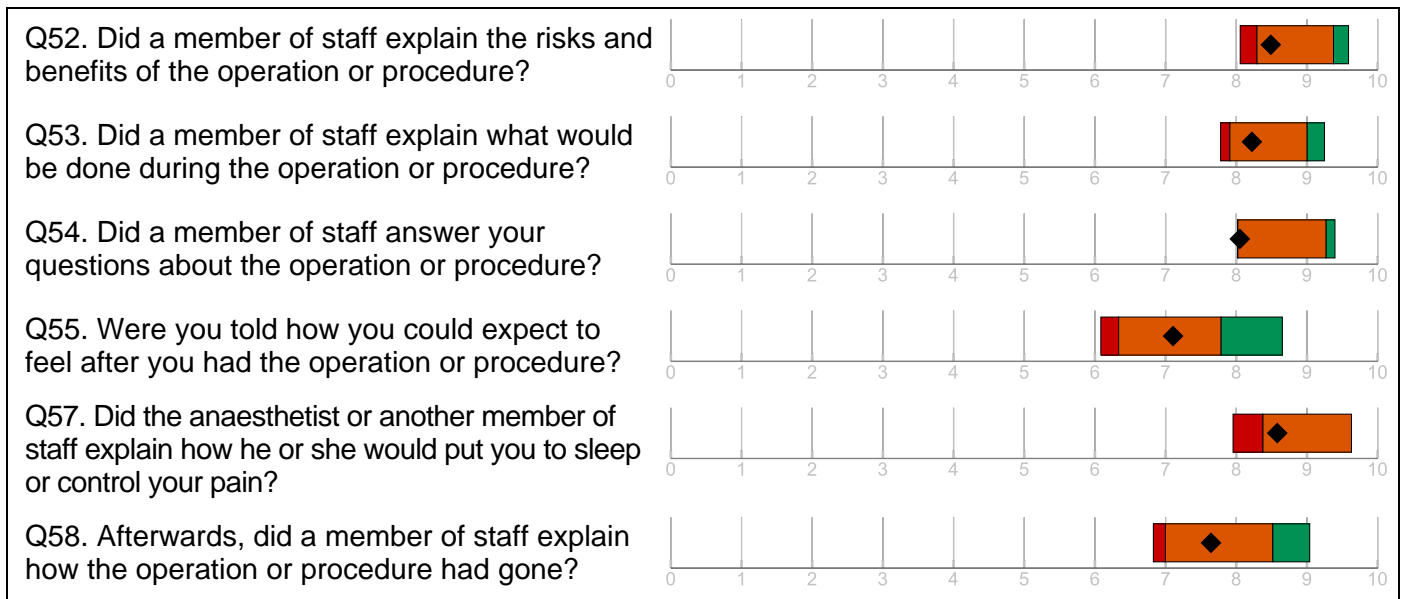 Q52. Did a member of staff explain the risks and
benefits of the operation or procedure?
0 1 2 3 4 5 6 7 8 9 10
Q53. Did a member of staff explain what would
be done during the operation or procedure?
0 1 2 3 4 5 6 7 8 9 10
Q54. Did a member of staff answer your
questions about the operation or procedure?
0 1 2 3 4 5 6 7 8 9 10
Q55. Were you told how you could expect to
feel after you had the operation or procedure?
0 1 2 3 4 5 6 7 8 9 10
Q57. Did the anaesthetist or another member of
staff explain how he or she would put you to sleep
or control your pain?
0 1 2 3 4 5 6 7 8 9 10
Q58. Afterwards, did a member of staff explain
how the operation or procedure had gone?
0 1 2 3 4 5 6 7 8 9 10